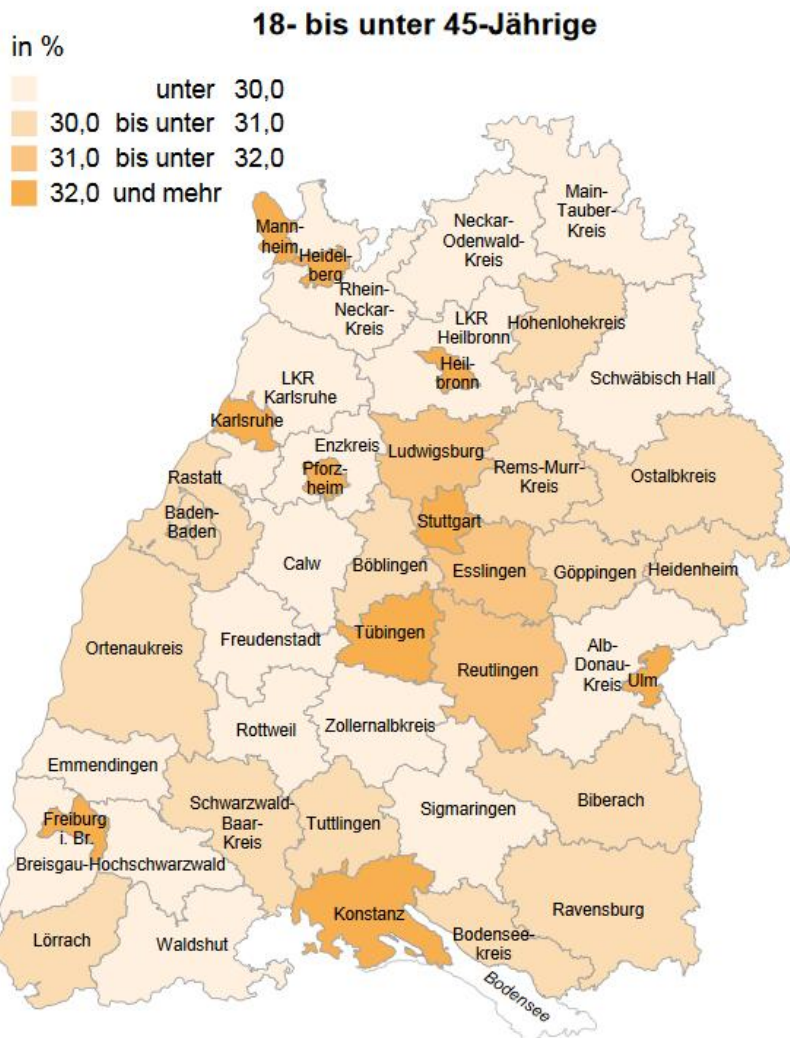 18- bis unter 45-Jährige
in %
unter 30,0
30,0 bis unter 31,0
31,0 bis unter 32,0
32,0 und mehr
Main-
Tauber-
Kreis
Neckar-
Odenwald-
Kreis
Mann-
heim
Heidel-
berg
Rhein-
Neckar-
Kreis
LKR
Heilbronn
Hohenlohekreis
Heil-
bronn
Schwäbisch Hall
LKR
Karlsruhe
Karlsruhe
Enzkreis
Ludwigsburg
Pforz-
heim
Rems-Murr-
Kreis
Ostalbkreis
Rastatt
Baden-
Baden
Stuttgart
Calw
Böblingen
Esslingen
Göppingen
Heidenheim
Ortenaukreis
Freudenstadt
Tübingen
Reutlingen
Alb-
Donau-
Kreis
Ulm
Rottweil
Zollernalbkreis
Emmendingen
Schwarzwald-
Baar-
Kreis
Tuttlingen
Sigmaringen
Biberach
Freiburg
i. Br.
Breisgau-Hochschwarzwald
Konstanz
Ravensburg
Lörrach
Waldshut
Bodensee-
kreis
Bodensee